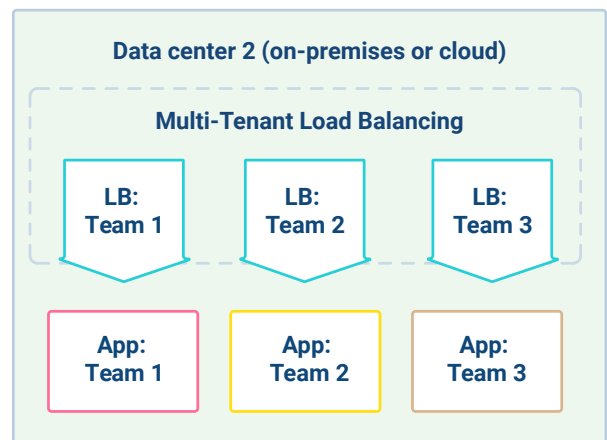 Data center 2 (on-premises or cloud)
Multi-Tenant Load Balancing
LB:
Team 1
LB:
Team 2
LB:
Team 3
App:
Team 1
App:
Team 2
App:
Team 3